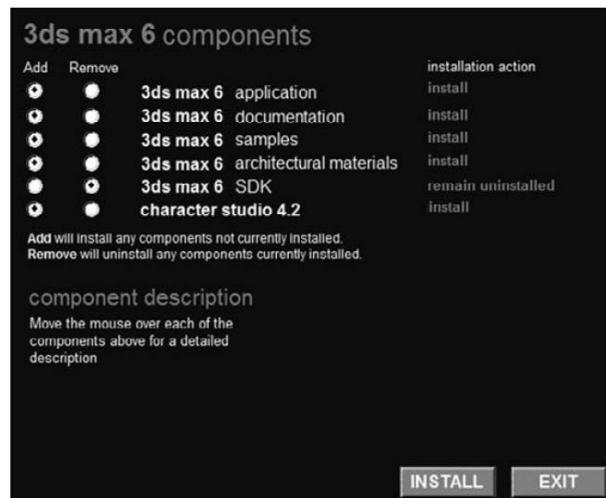 3ds max 6 components
Add Remove installation action
3ds max 6 application install
3ds max 6 documentation install
3ds max 6 samples install
3ds max 6 architectural materials install
3ds max 6 SDK remain uninstalled
character studio 4.2 install
Add will install any components not currently installed.
Remove will uninstall any components currently installed.
component description
Move the mouse over each of the
components above for a detailed
description
INSTALL EXIT